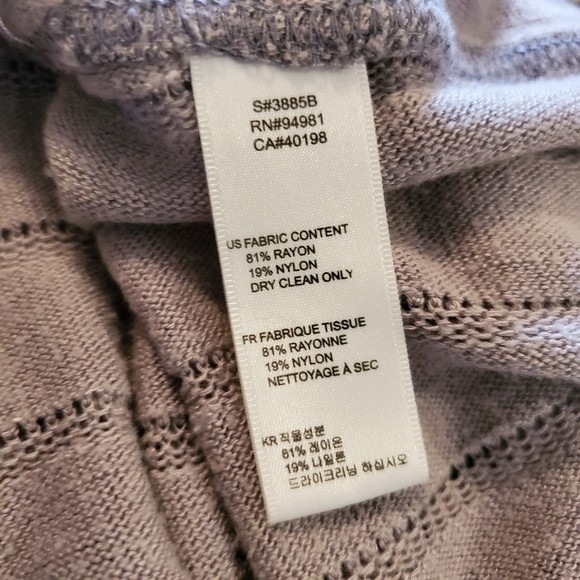 S#3885B
RN#94981
CA#40198
US FABRIC CONTENT
81% RAYON
19% NYLON
DRY CLEAN ONLY
FR FABRIQUE TISSUE
81% RAYONNE
19% NYLON
NETTOYAGE À SEC
KR 직물성분
81% 레이온
19% 나일론
드라이크리닝 하십시오